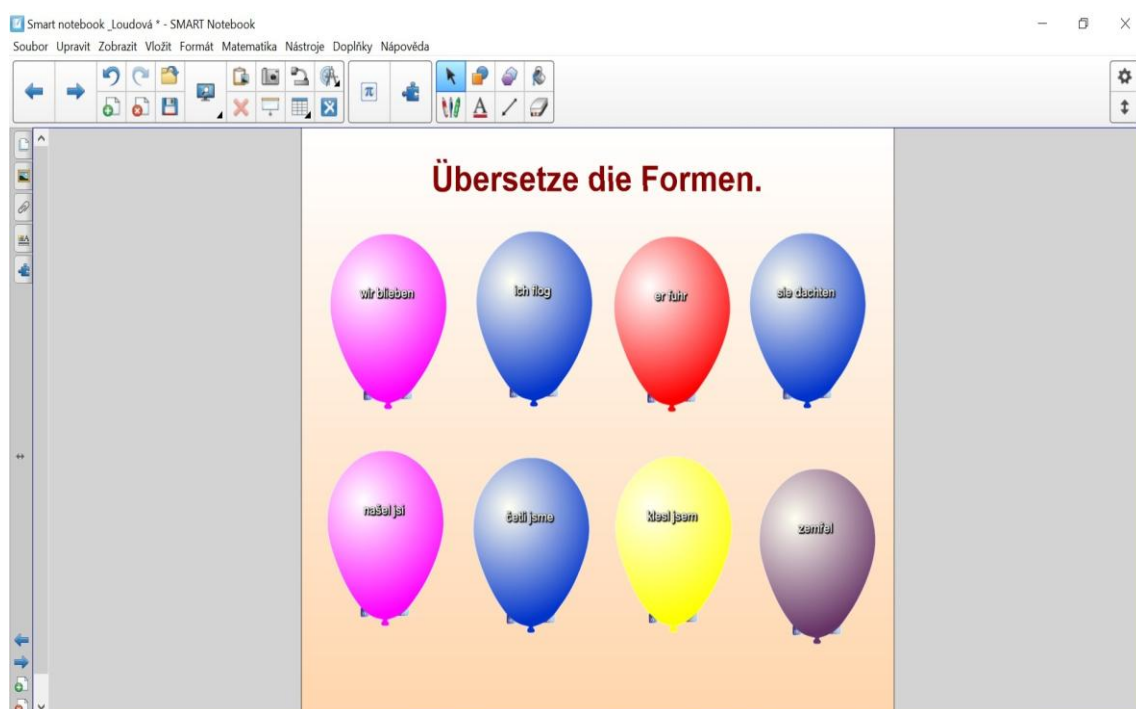 Smart notebook _Loudová * - SMART Notebook
Soubor Upravit Zobrazit Vložit Formát Matematika Nástroje Doplňky Nápověda
Übersetze die Formen.
wir blieben
ich flog
er fuhr
sie dachten
našel jsi
četli jsme
klesl jsem
zemřel